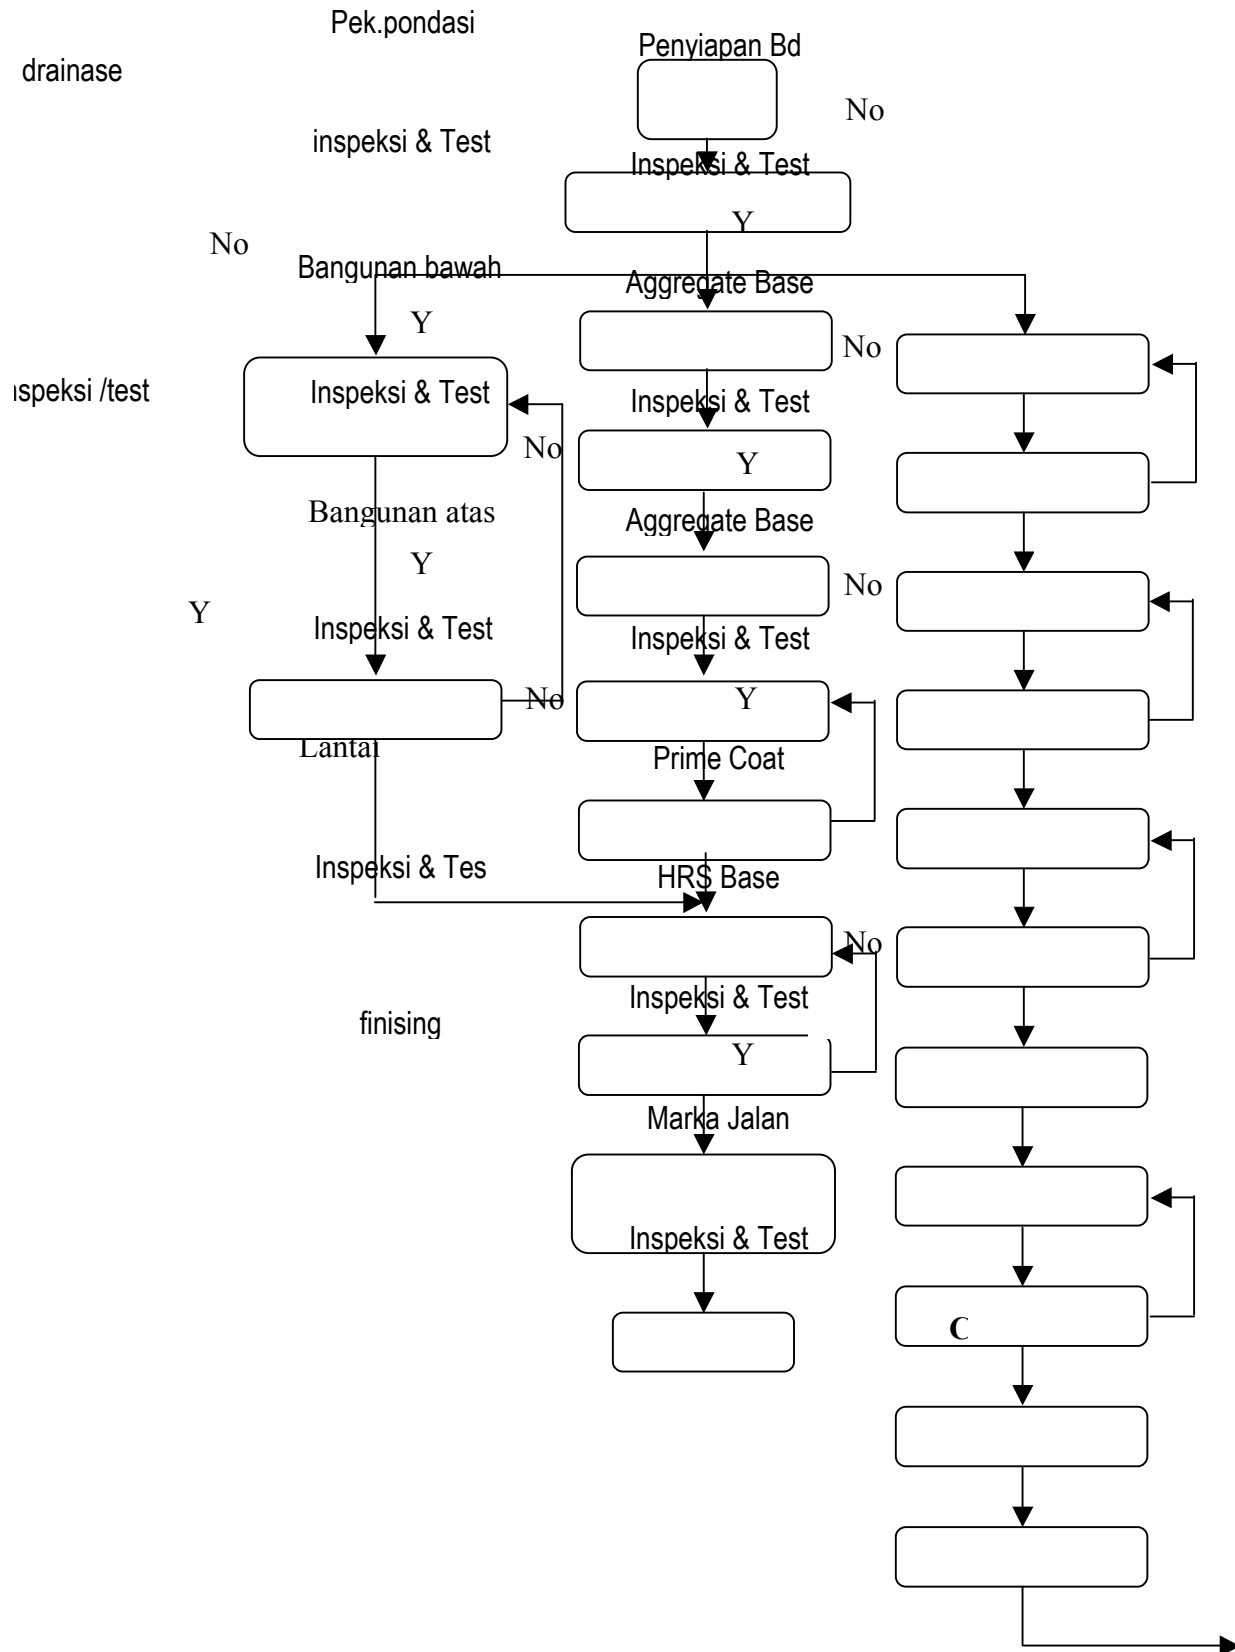 Pek.pondasi
Penyiapan Bd
drainase
No
inspeksi & Test
Inspeksi & Test
Y
No
Bangunan bawah
Aggregate Base
Y
No
nspeksi /test
Inspeksi & Test
Inspeksi & Test
No
Y
Bangunan atas
Aggregate Base
Y
No
Y
Inspeksi & Test
Inspeksi & Test
No
Y
Lantai
Prime Coat
Inspeksi & Tes
HRS Base
No
Inspeksi & Test
finising
Y
Marka Jalan
Inspeksi & Test
C